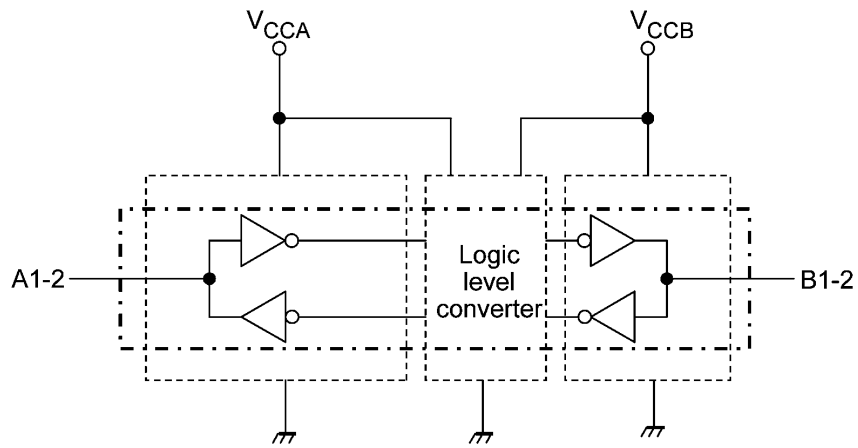 VCCA
VCCB
A1-2
Logic
level
converter
B1-2